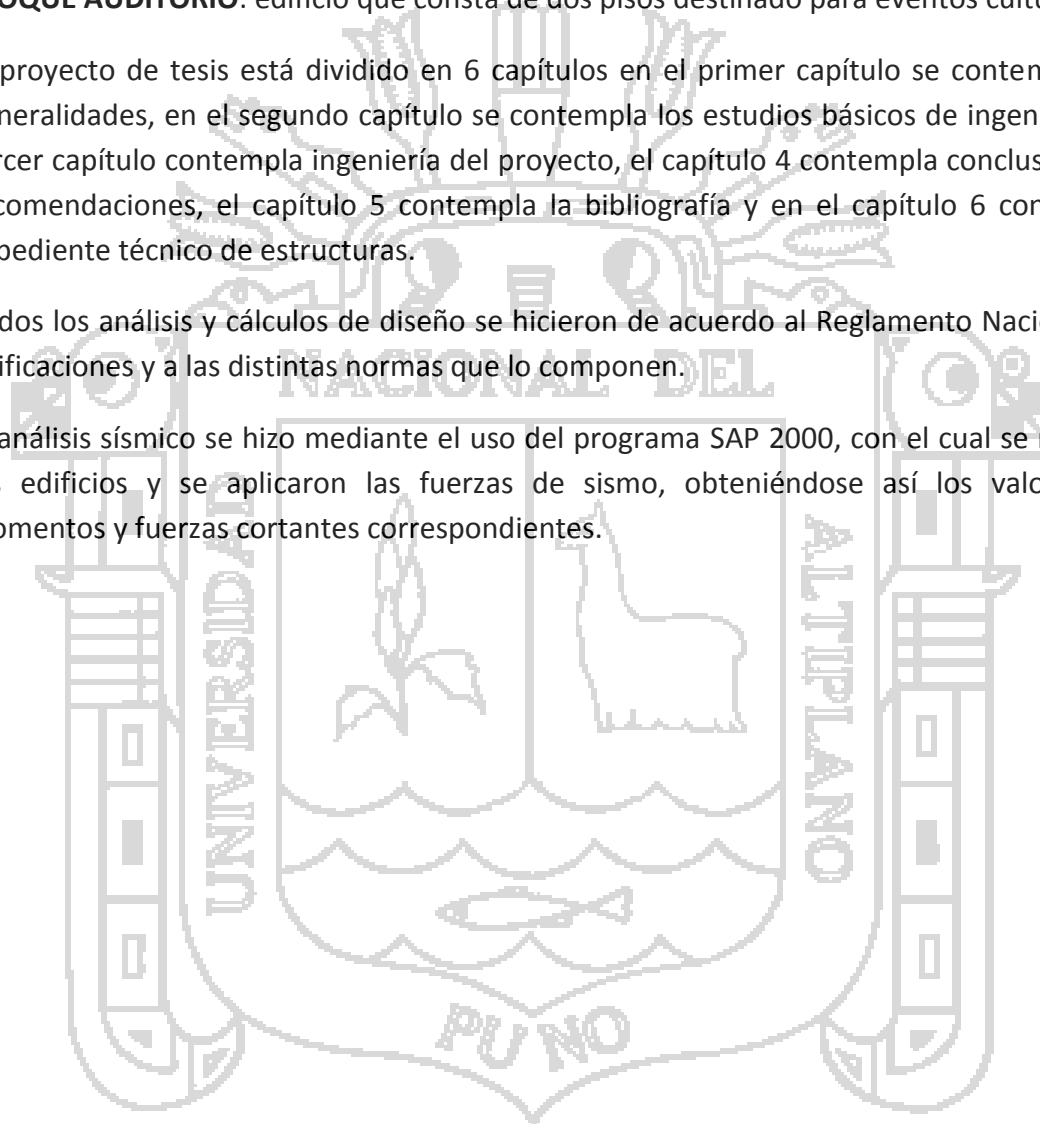 OQUE AUDITORIO: edificio que consta de dos pisos destinado para eventos cultu
proyecto de tesis está dividido en 6 capítulos en el primer capítulo se contem
neralidades, en el segundo capítulo se contempla los estudios básicos de ingen
rcer capítulo contempla ingeniería del proyecto, el capítulo 4 contempla conclus
comendaciones, el capítulo 5 contempla la bibliografía y en el capítulo 6 con
pediente técnico de estructuras.
dos los análisis y cálculos de diseño se hicieron de acuerdo al Reglamento Naci
ificaciones y a las distintas normas que lo componen.
análisis sísmico se hizo mediante el uso del programa SAP 2000, con el cual se
s edificios y se aplicaron las fuerzas de sismo, obteniéndose así los valo
omentos y fuerzas cortantes correspondientes.
UNIVERSIDAD
NACIONAL DEL
ALTIPLANO
PUNO